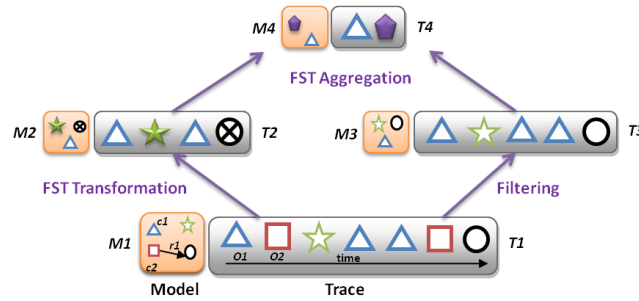 M4 T4
FST Aggregation
M2 T2 M3 T3
FST Transformation Filtering
M1 c1 r1 c2 T1
O1 O2 time
Model Trace